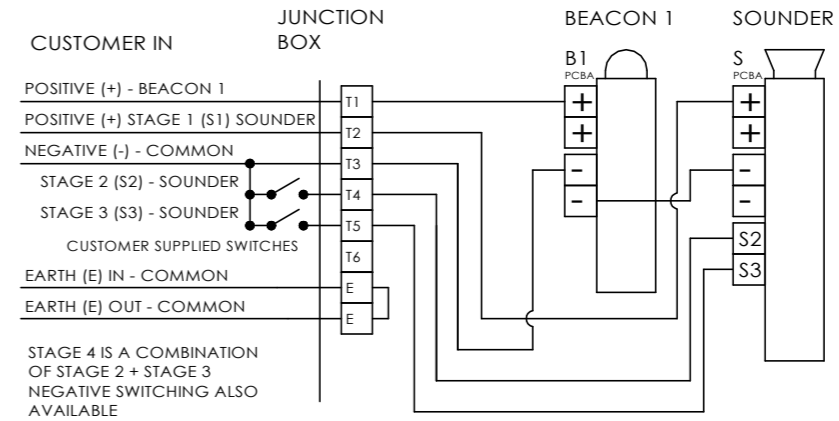 CUSTOMER IN
JUNCTION
BOX
BEACON 1
SOUNDER
B1
PCBA
S
PCBA
POSITIVE (+) - BEACON 1
T1
+
+
POSITIVE (+) STAGE 1 (S1) SOUNDER
T2
+
+
NEGATIVE (-) - COMMON
T3
-
-
STAGE 2 (S2) - SOUNDER
T4
-
-
STAGE 3 (S3) - SOUNDER
T5
S2
CUSTOMER SUPPLIED SWITCHES
T6
S3
EARTH (E) IN - COMMON
E
EARTH (E) OUT - COMMON
E
STAGE 4 IS A COMBINATION
OF STAGE 2 + STAGE 3
NEGATIVE SWITCHING ALSO
AVAILABLE